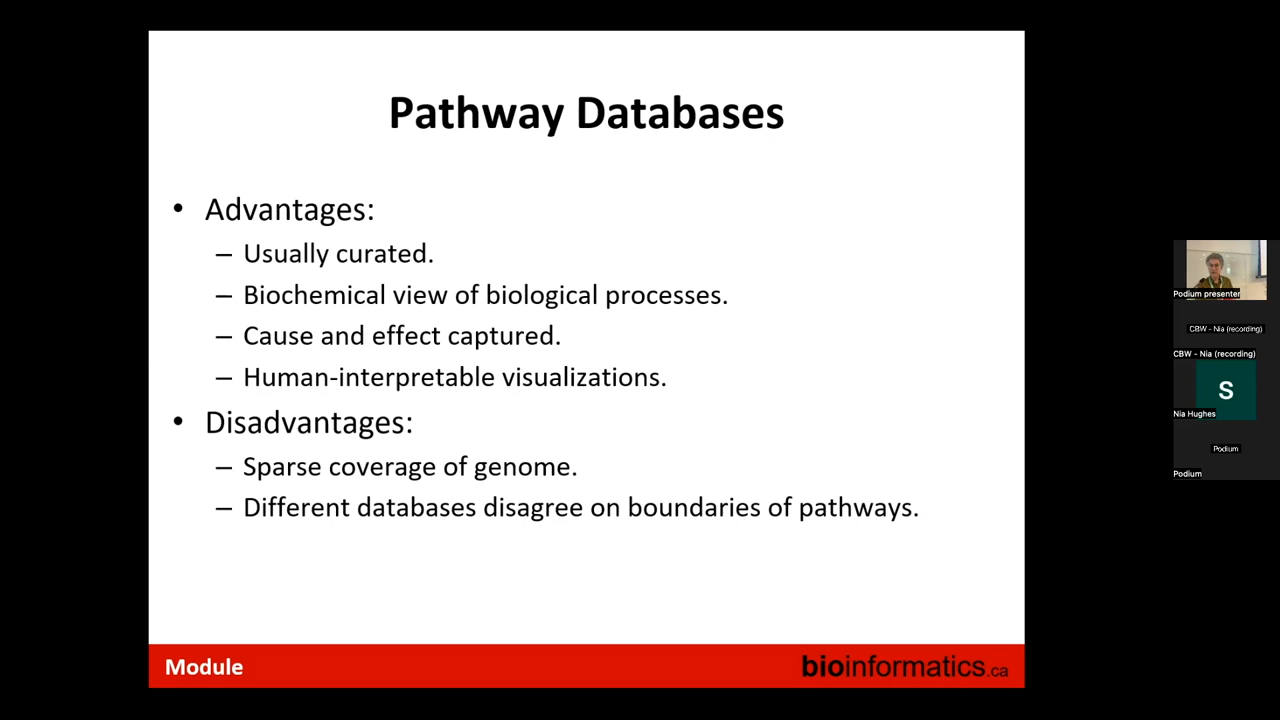 Pathway Databases
• Advantages:
– Usually curated.
– Biochemical view of biological processes.
– Cause and effect captured.
– Human-interpretable visualizations.
• Disadvantages:
– Sparse coverage of genome.
– Different databases disagree on boundaries of pathways.
Module
bioinformatics.ca
Podium presenter
CBW - Nia (recording)
CBW - Nia (recording)
S
Nia Hughes
Podium
Podium